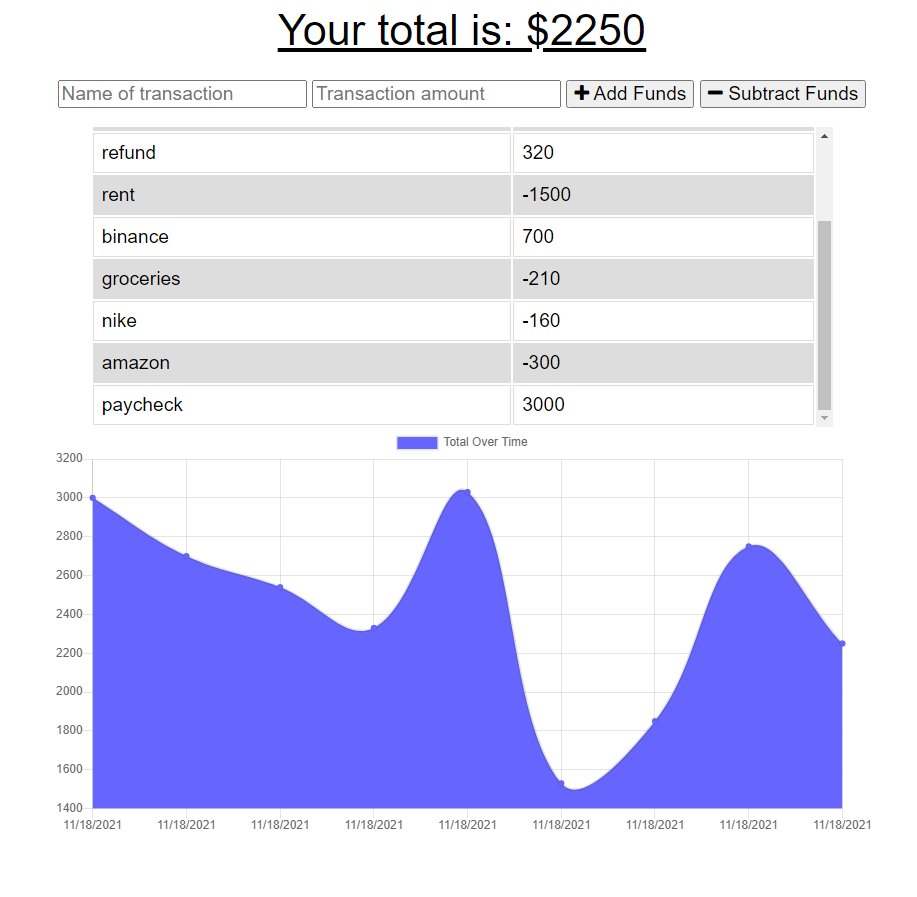 Your total is: $2250
Name of transaction Transaction amount Add Funds Subtract Funds
refund 320
rent -1500
binance 700
groceries -210
nike -160
amazon -300
paycheck 3000
Total Over Time
3200
3000
2800
2600
2400
2200
2000
1800
1600
1400
11/18/2021 11/18/2021 11/18/2021 11/18/2021 11/18/2021 11/18/2021 11/18/2021 11/18/2021 11/18/2021